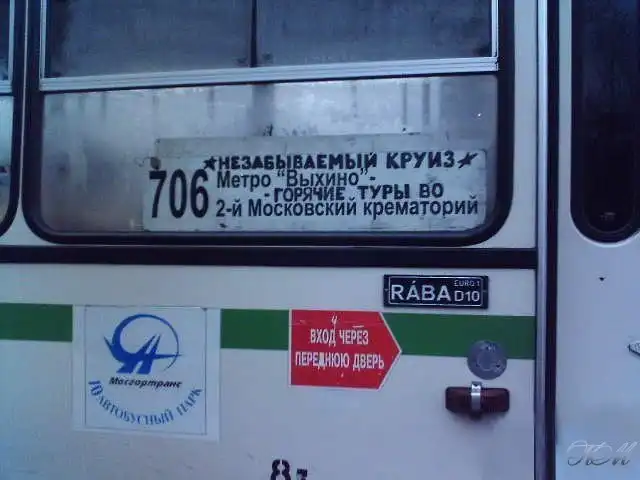 ★НЕЗАБЫВАЕМЫЙ КРУИЗ★
706
Метро "Выхино"-
-ГОРЯЧИЕ ТУРЫ ВО
2-й Московский крематорий
EURO 1
RÁBA D10
Ч
ВХОД ЧЕРЕЗ
ПЕРЕДНЮЮ ДВЕРЬ
Мосгортранс
10 АВТОБУСНЫЙ ПАРК